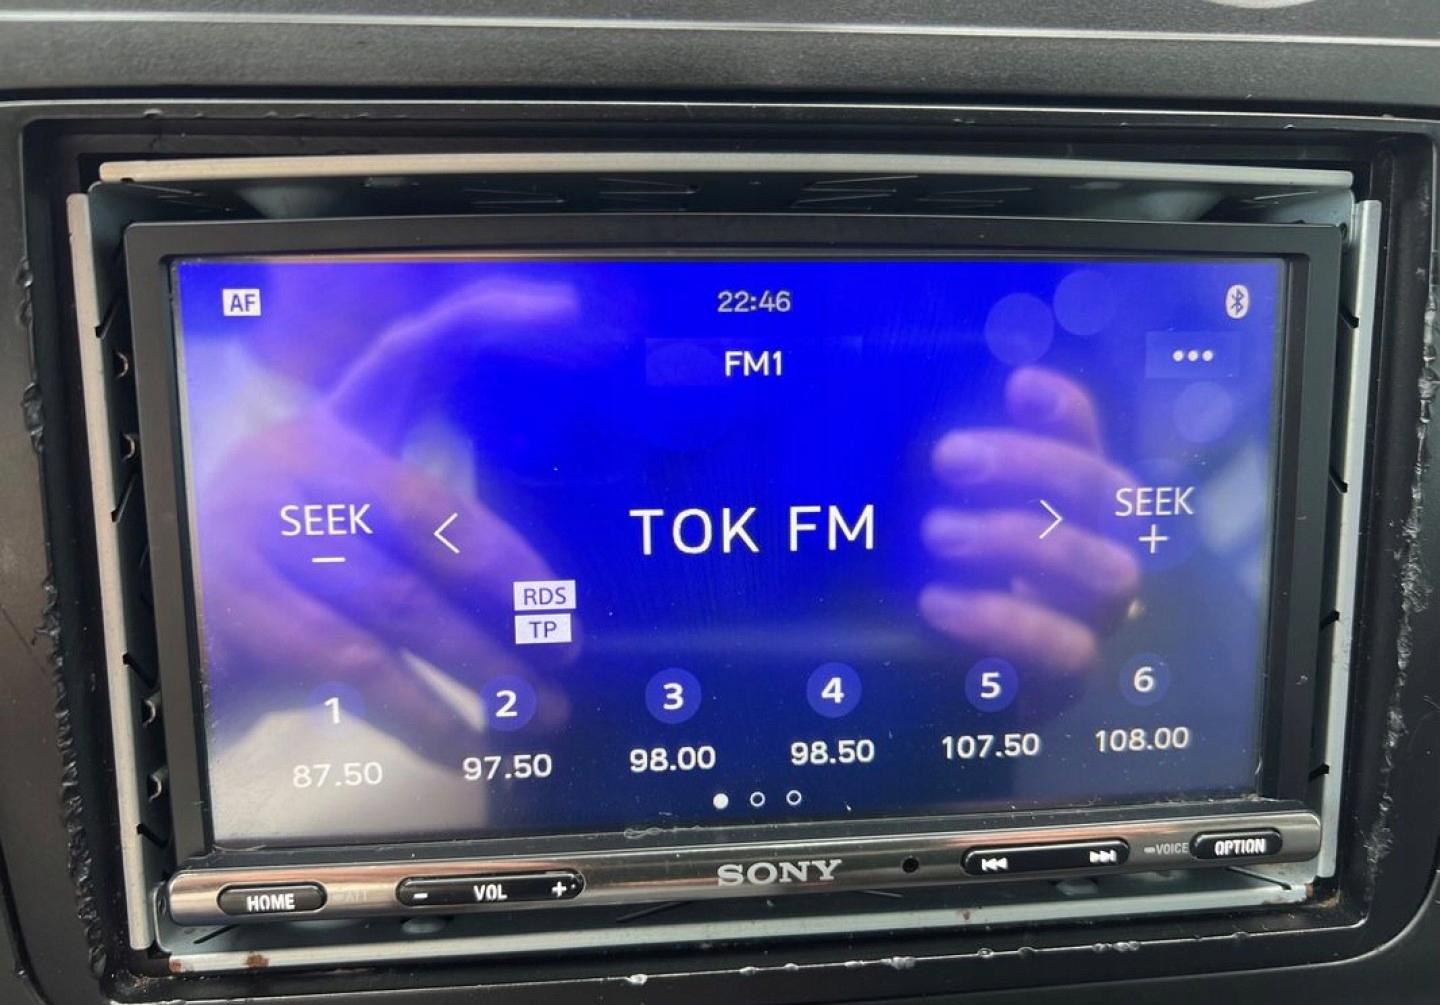 AF
22:46
FM1
SEEK
TOK FM
SEEK
RDS
TP
1 2 3 4 5 6
87.50 97.50 98.00 98.50 107.50 108.00
HOME
VOL
SONY
VOICE
OPTION